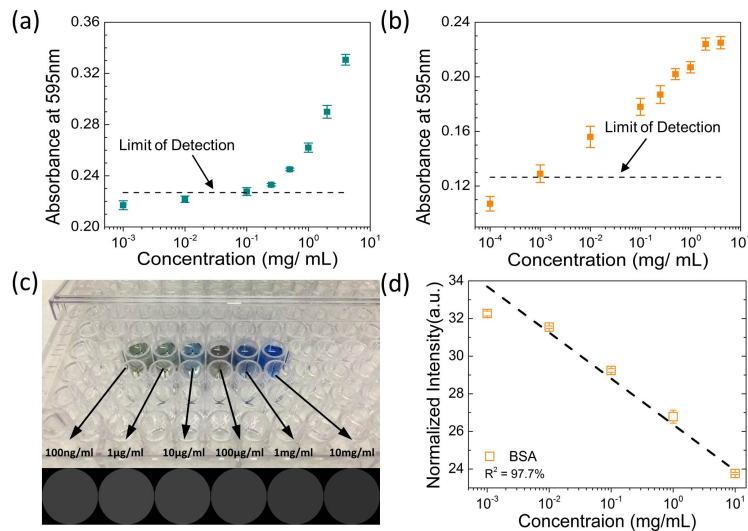 (a)
0.36
0.32
0.28
0.24
0.20
Absorbance at 595nm
Limit of Detection
10⁻³ 10⁻² 10⁻¹ 10⁰ 10¹
Concentration (mg/ mL)
(b)
0.24
0.20
0.16
0.12
Absorbance at 595nm
Limit of Detection
10⁻⁴ 10⁻³ 10⁻² 10⁻¹ 10⁰ 10¹
Concentration (mg/ mL)
(c)
100ng/ml 1µg/ml 10µg/ml 100µg/ml 1mg/ml 10mg/ml
(d)
34
32
30
28
26
24
Normalized Intensity(a.u.)
BSA
R² = 97.7%
10⁻³ 10⁻² 10⁻¹ 10⁰ 10¹
Concentraion (mg/mL)